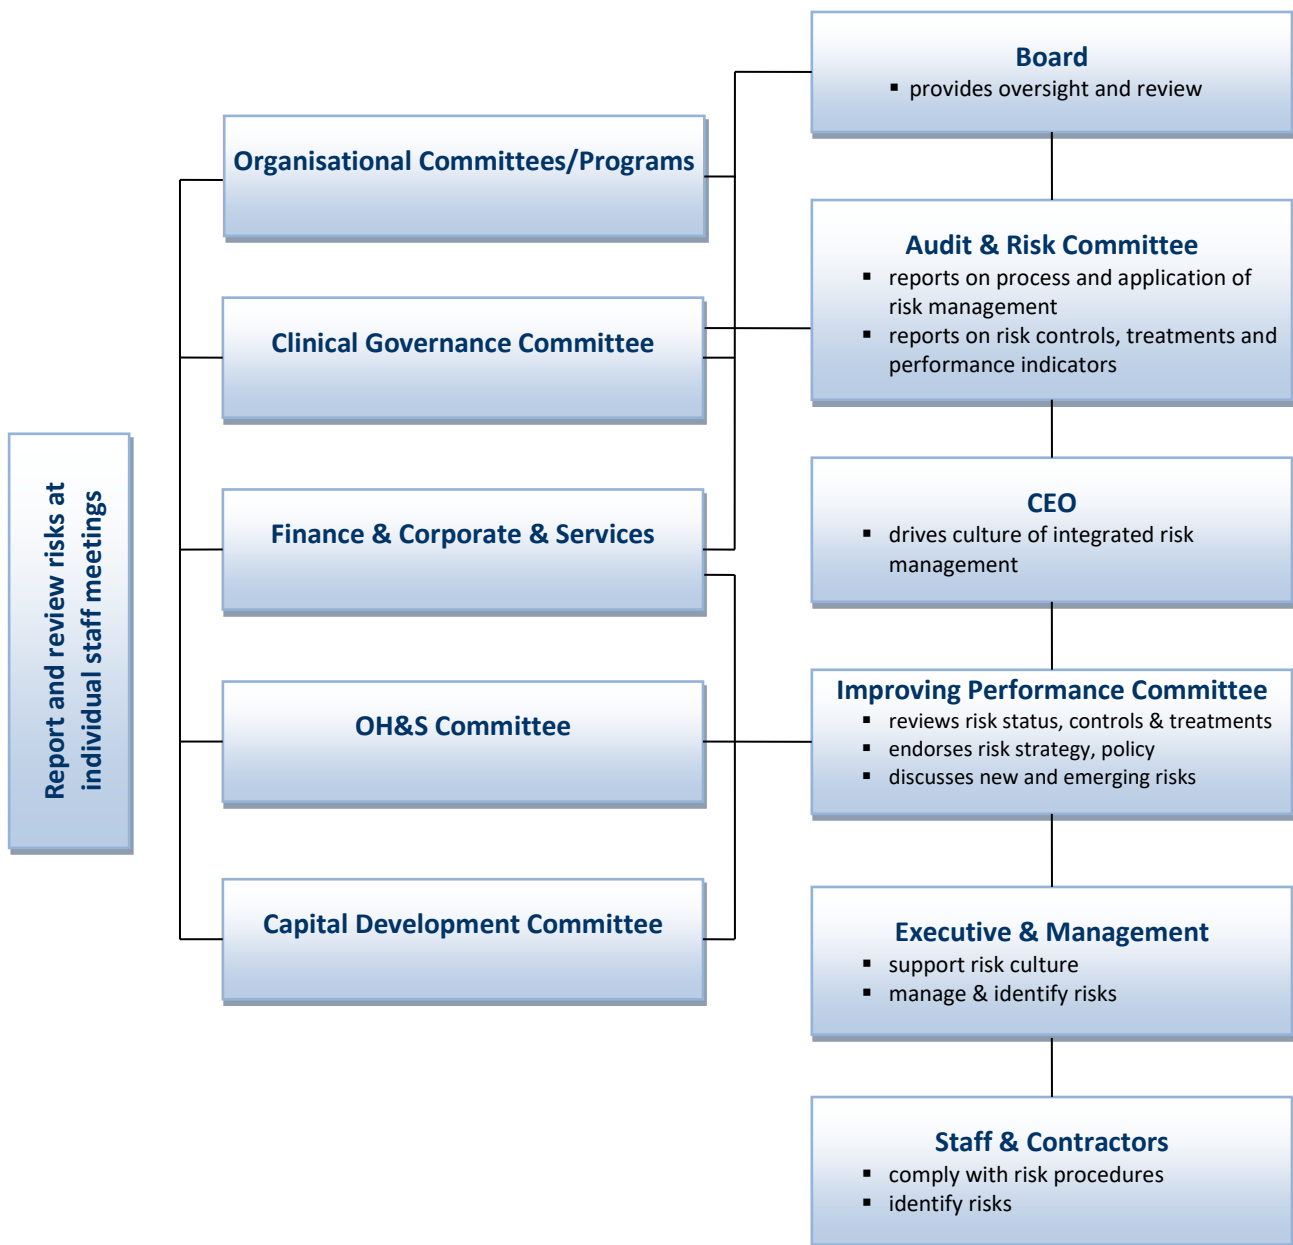 Report and review risks at
individual staff meetings
Organisational Committees/Programs
Clinical Governance Committee
Finance & Corporate & Services
OH&S Committee
Capital Development Committee
Board
▪ provides oversight and review
Audit & Risk Committee
▪ reports on process and application of
risk management
▪ reports on risk controls, treatments and
performance indicators
CEO
▪ drives culture of integrated risk
management
Improving Performance Committee
▪ reviews risk status, controls & treatments
▪ endorses risk strategy, policy
▪ discusses new and emerging risks
Executive & Management
▪ support risk culture
▪ manage & identify risks
Staff & Contractors
▪ comply with risk procedures
▪ identify risks